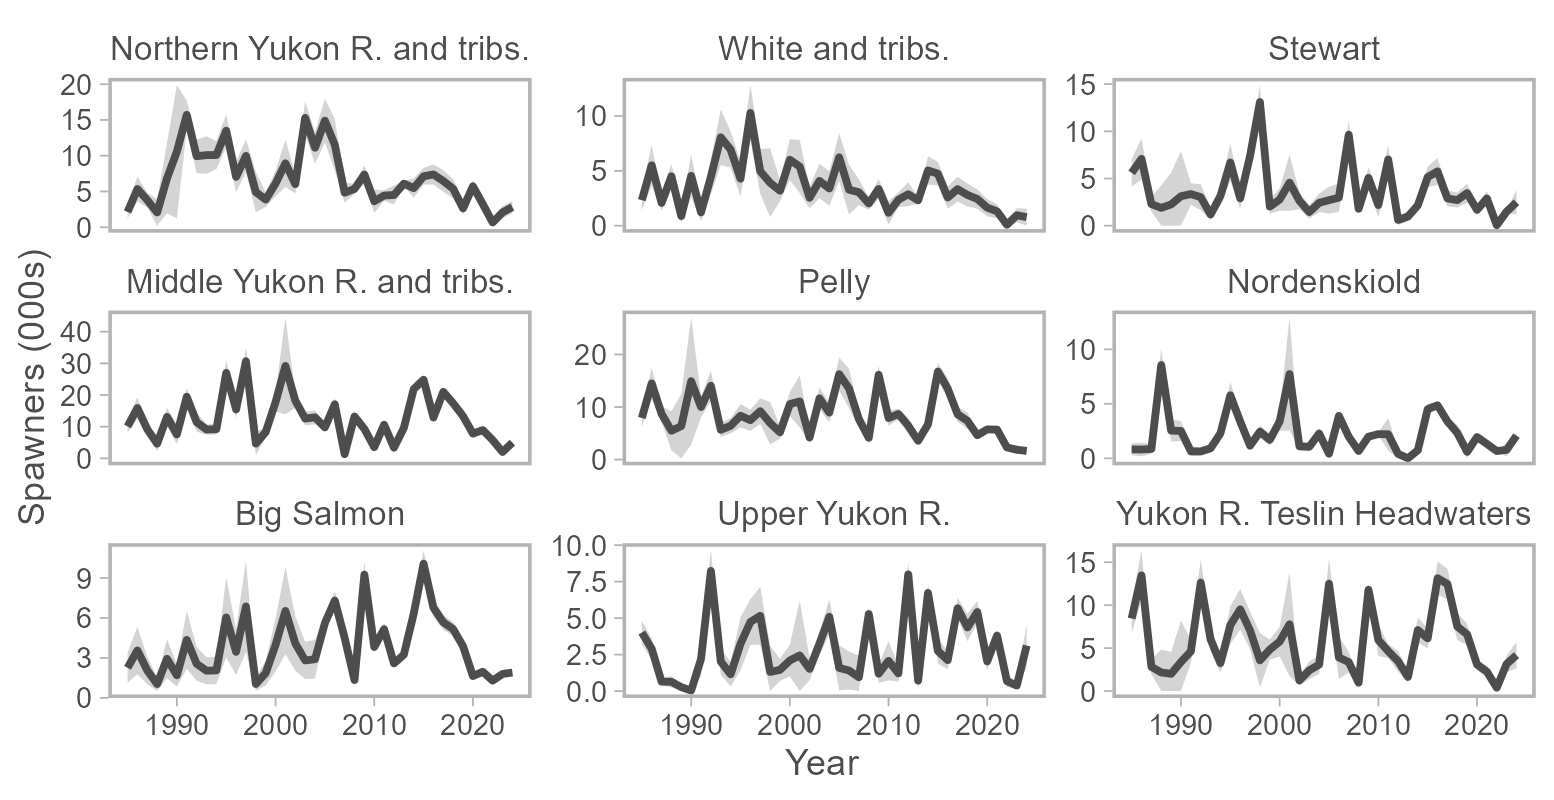 Northern Yukon R. and tribs.
White and tribs.
Stewart
20
15
10
5
0
10
5
0
15
10
5
0
Spawners (000s)
Middle Yukon R. and tribs.
Pelly
Nordenskiold
40
30
20
10
0
20
10
0
10
5
0
Big Salmon
Upper Yukon R.
Yukon R. Teslin Headwaters
9
6
3
0
10.0
7.5
5.0
2.5
0.0
15
10
5
0
1990 2000 2010 2020
1990 2000 2010 2020
1990 2000 2010 2020
Year